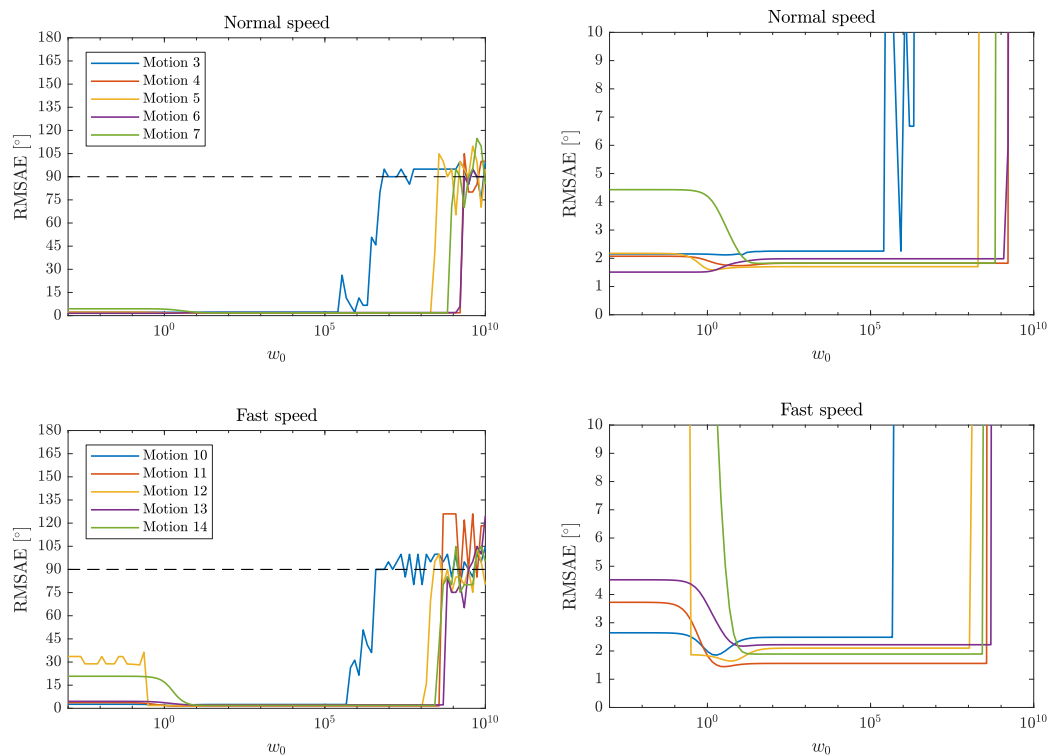 Normal speed
180
165
150
135
120
105
90
75
60
45
30
15
0
RMSAE [°]
Motion 3
Motion 4
Motion 5
Motion 6
Motion 7
10^0
10^5
10^10
w_0
Normal speed
10
9
8
7
6
5
4
3
2
1
0
RMSAE [°]
10^0
10^5
10^10
w_0
Fast speed
180
165
150
135
120
105
90
75
60
45
30
15
0
RMSAE [°]
Motion 10
Motion 11
Motion 12
Motion 13
Motion 14
10^0
10^5
10^10
w_0
Fast speed
10
9
8
7
6
5
4
3
2
1
0
RMSAE [°]
10^0
10^5
10^10
w_0